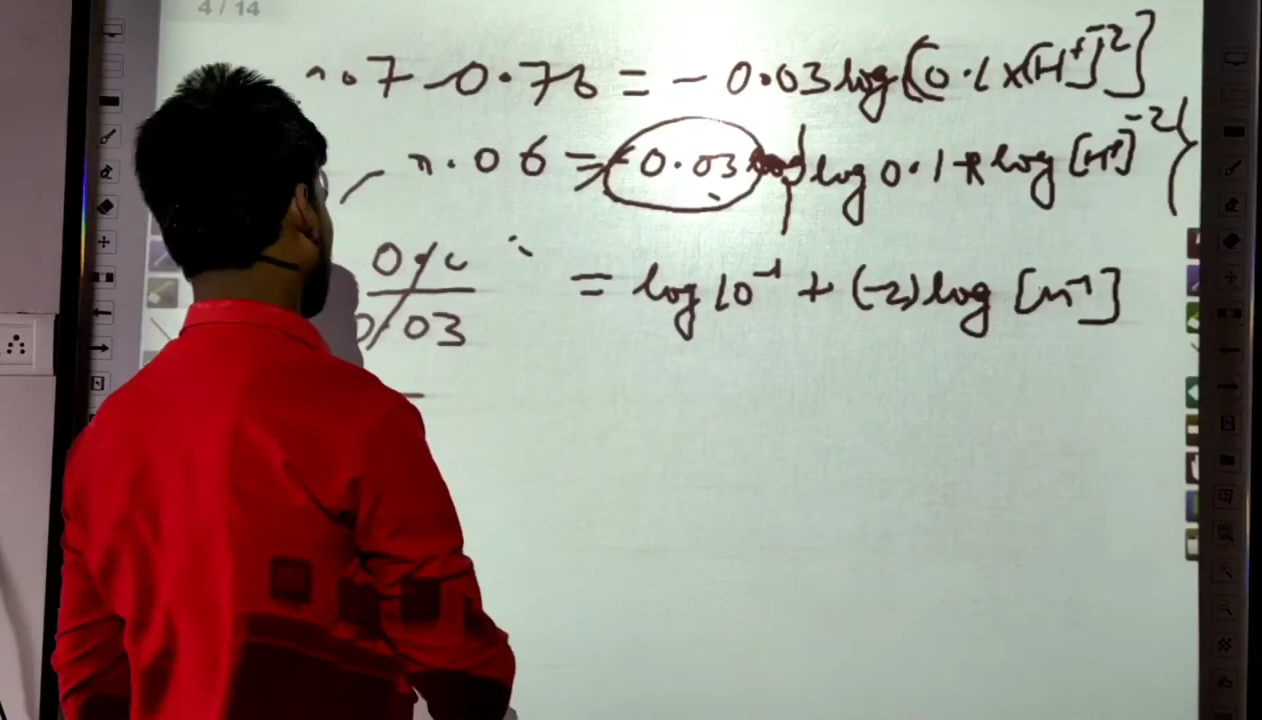 4 / 14
0.7 - 0.76 = - 0.03 log [0.1 x [H+]^-2]
- 0.06 = - 0.03 { log 0.1 + log [H+]^-2 }
0.06 / 0.03 = log 10^-1 + (-2) log [H+]